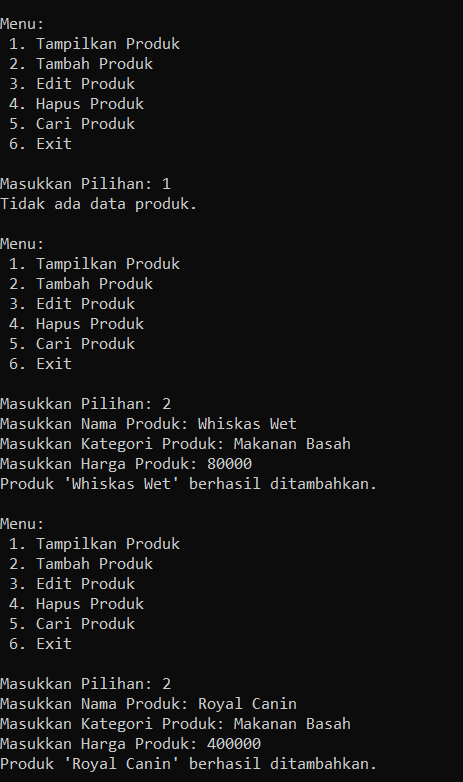 Menu:
1. Tampilkan Produk
2. Tambah Produk
3. Edit Produk
4. Hapus Produk
5. Cari Produk
6. Exit
Masukkan Pilihan: 1
Tidak ada data produk.
Menu:
1. Tampilkan Produk
2. Tambah Produk
3. Edit Produk
4. Hapus Produk
5. Cari Produk
6. Exit
Masukkan Pilihan: 2
Masukkan Nama Produk: Whiskas Wet
Masukkan Kategori Produk: Makanan Basah
Masukkan Harga Produk: 80000
Produk 'Whiskas Wet' berhasil ditambahkan.
Menu:
1. Tampilkan Produk
2. Tambah Produk
3. Edit Produk
4. Hapus Produk
5. Cari Produk
6. Exit
Masukkan Pilihan: 2
Masukkan Nama Produk: Royal Canin
Masukkan Kategori Produk: Makanan Basah
Masukkan Harga Produk: 400000
Produk 'Royal Canin' berhasil ditambahkan.